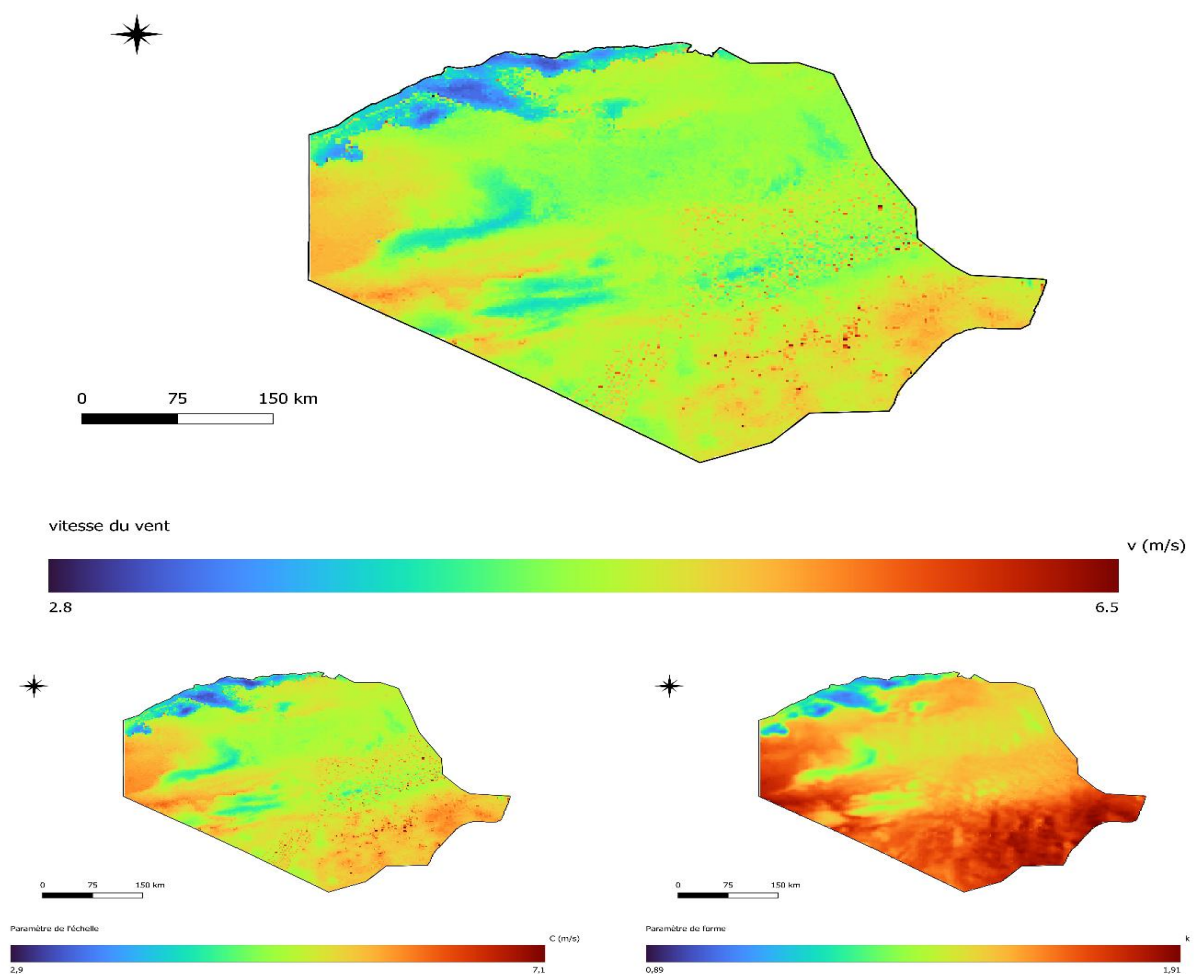 0 75 150 km
vitesse du vent
v (m/s)
2.8 6.5
0 75 150 km
0 75 150 km
Paramètre de l'échelle
C (m/s)
2,9 7,1
Paramètre de forme
k
0,89 1,91